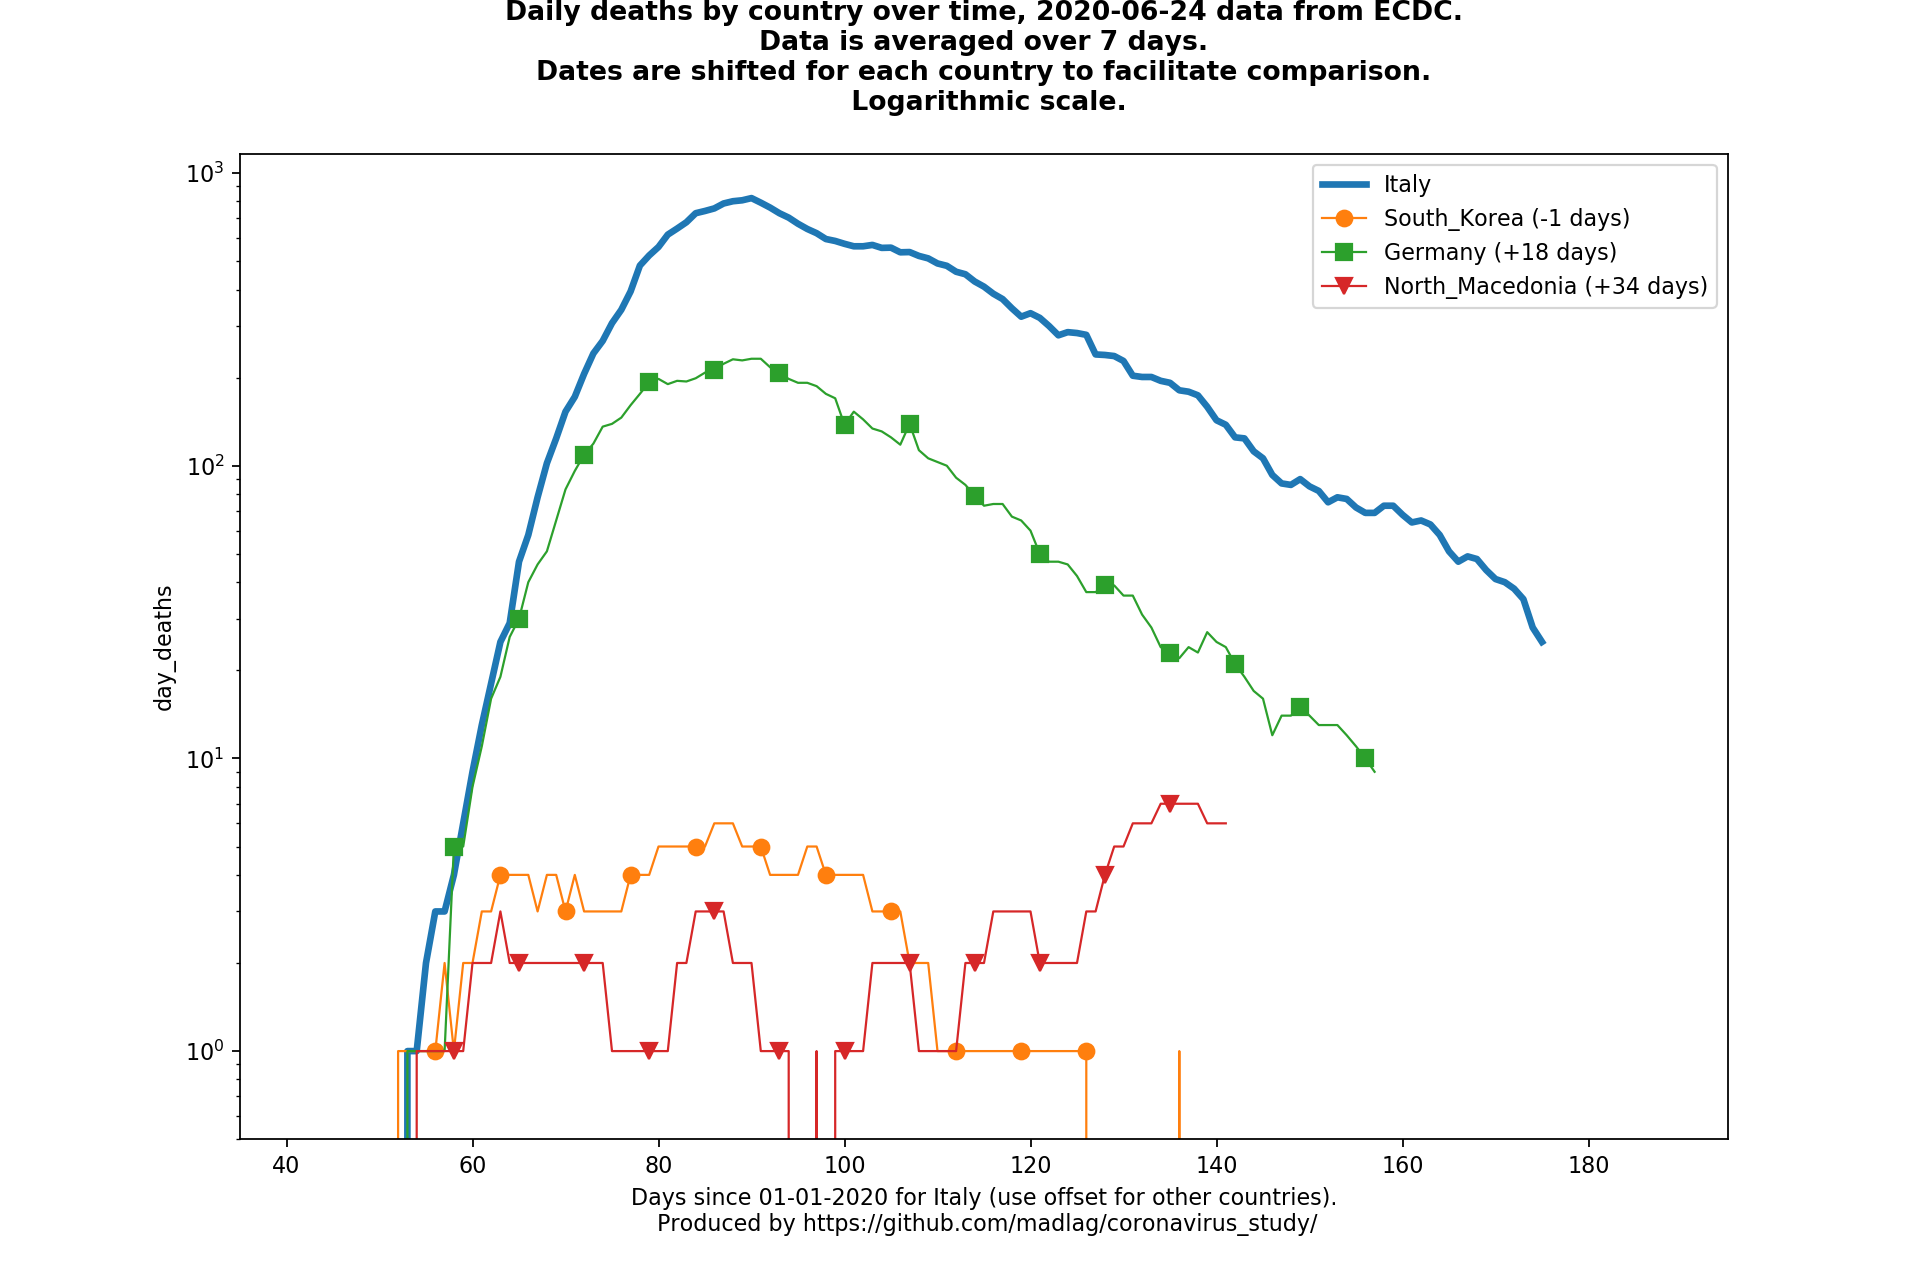 Daily deaths by country over time, 2020-06-24 data from ECDC.
Data is averaged over 7 days.
Dates are shifted for each country to facilitate comparison.
Logarithmic scale.
10³
10²
10¹
10⁰
day_deaths
Italy
South_Korea (-1 days)
Germany (+18 days)
North_Macedonia (+34 days)
40 60 80 100 120 140 160 180
Days since 01-01-2020 for Italy (use offset for other countries).
Produced by https://github.com/madlag/coronavirus_study/